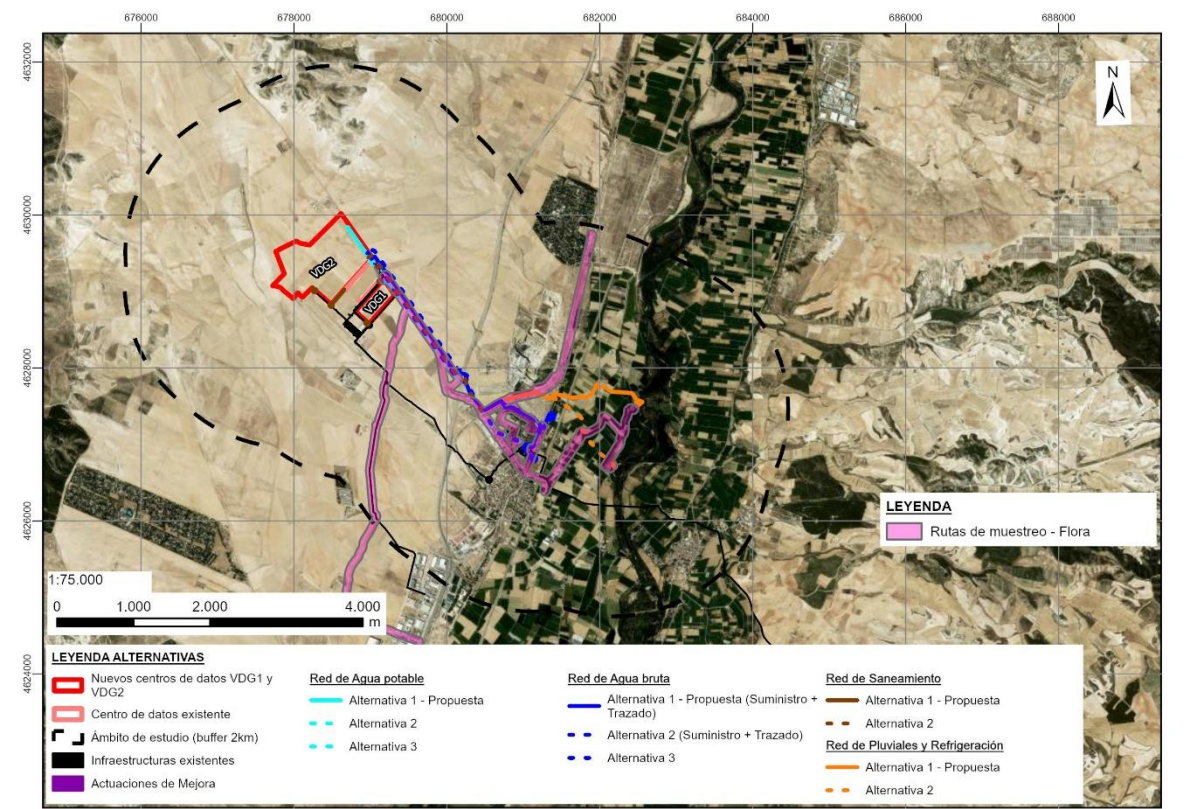 676000 678000 680000 682000 684000 686000 688000
4632000
4630000
4628000
4626000
4624000
N
VDG2
VDG1
LEYENDA
Rutas de muestreo - Flora
1:75.000
0 1.000 2.000 4.000
m
LEYENDA ALTERNATIVAS
Nuevos centros de datos VDG1 y
VDG2
Centro de datos existente
Ámbito de estudio (buffer 2km)
Infraestructuras existentes
Actuaciones de Mejora
Red de Agua potable
Alternativa 1 - Propuesta
Alternativa 2
Alternativa 3
Red de Agua bruta
Alternativa 1 - Propuesta (Suministro +
Trazado)
Alternativa 2 (Suministro + Trazado)
Alternativa 3
Red de Saneamiento
Alternativa 1 - Propuesta
Alternativa 2
Red de Pluviales y Refrigeración
Alternativa 1 - Propuesta
Alternativa 2